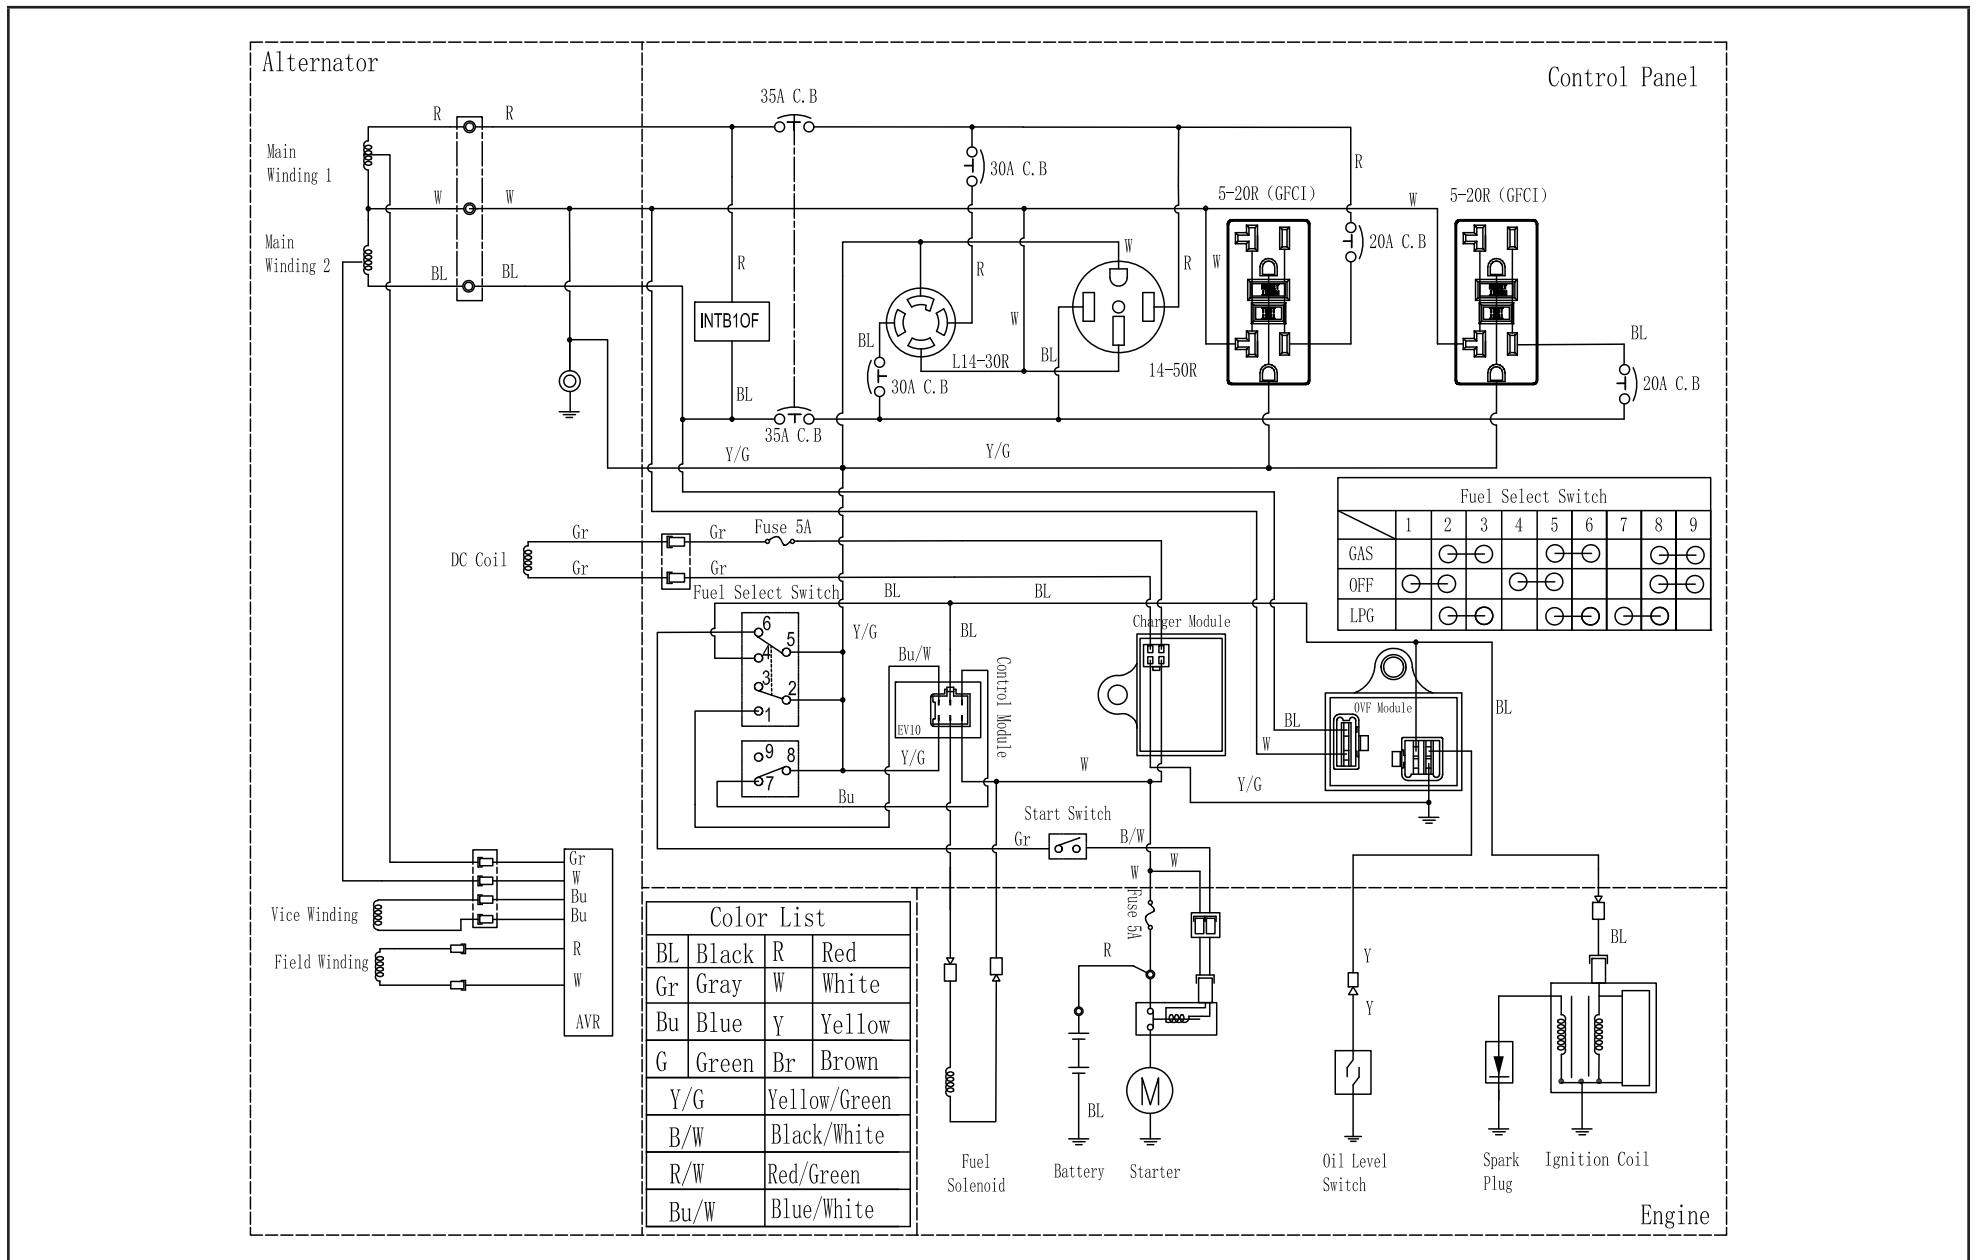 Alternator
Control Panel
35A C.B
R
R
Main
Winding 1
30A C.B
R
5-20R (GFCI)
5-20R (GFCI)
W
W
W
Main
Winding 2
20A C.B
W
R
R
R
W
BL
BL
INTB10F
W
BL
BL
BL
L14-30R
14-50R
30A C.B
20A C.B
BL
35A C.B
Y/G
Y/G
Fuel Select Switch
1 2 3 4 5 6 7 8 9
GAS
OFF
LPG
Gr
Gr
Fuse 5A
DC Coil
Gr
Gr
Fuel Select Switch
BL
BL
Charger Module
6
5
4
3
2
1
Y/G
BL
Bu/W
Control Module
EV10
OVF Module
BL
BL
W
9
8
7
Y/G
W
Y/G
Bu
Start Switch
Gr
B/W
W
W
Gr
W
Bu
Bu
R
W
AVR
Vice Winding
Field Winding
Fuse 5A
R
Y
Y
BL
Color List
BL Black R Red
Gr Gray W White
Bu Blue Y Yellow
G Green Br Brown
Y/G Yellow/Green
B/W Black/White
R/W Red/Green
Bu/W Blue/White
M
BL
Fuel
Solenoid
Battery
Starter
Oil Level
Switch
Spark
Plug
Ignition Coil
Engine